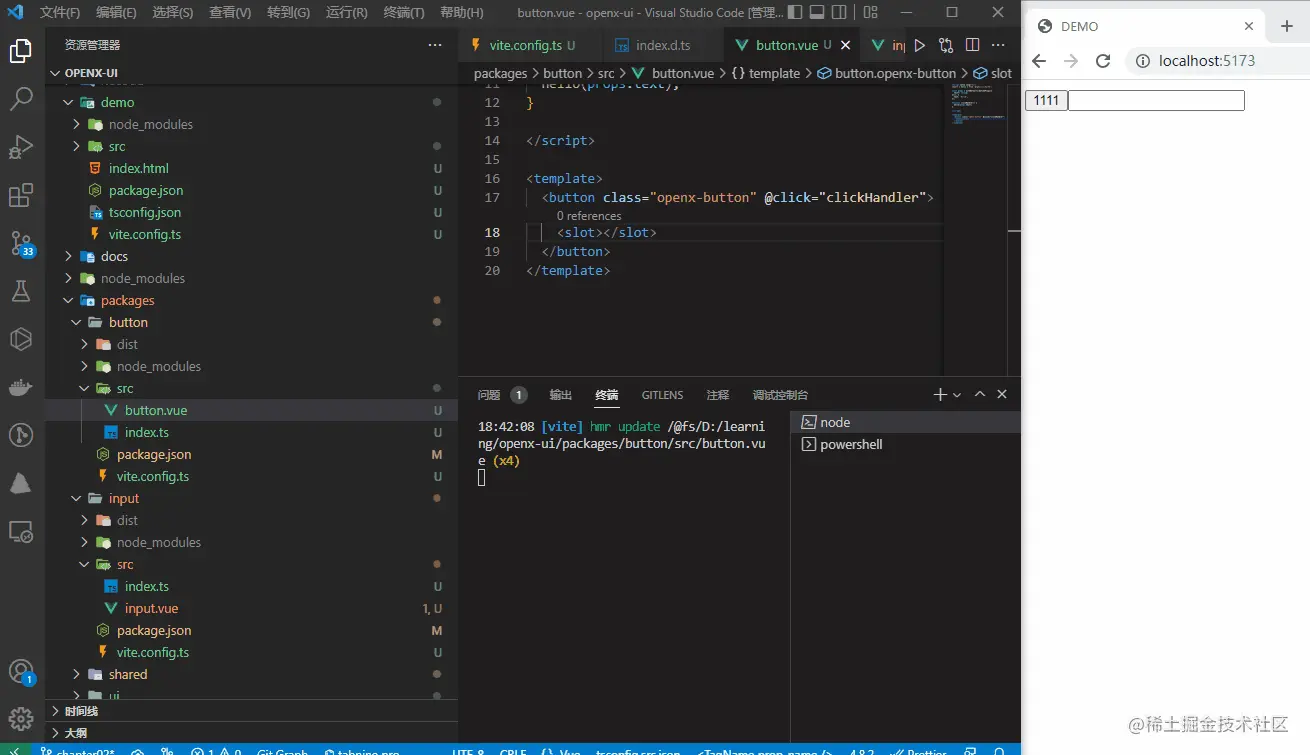 文件(F) 编辑(E) 选择(S) 查看(V) 转到(G) 运行(R) 终端(T) 帮助(H) button.vue - openx-ui - Visual Studio Code [管理...
资源管理器
OPENX-UI
demo
node_modules
src
index.html U
package.json U
tsconfig.json U
vite.config.ts U
docs
node_modules
packages
button
dist
node_modules
src
button.vue U
index.ts U
package.json M
vite.config.ts U
input
dist
node_modules
src
index.ts U
input.vue 1, U
package.json M
vite.config.ts U
shared
ui
时间线
大纲
33
1
vite.config.ts U index.d.ts button.vue U
packages > button > src > button.vue > {} template > button.openx-button > slot
11 hello(props.text);
12 }
13
14 </script>
15
16 <template>
17 <button class="openx-button" @click="clickHandler">
0 references
18 <slot></slot>
19 </button>
20 </template>
问题 1 输出 终端 GITLENS 注释 调试控制台
18:42:08 [vite] hmr update /@fs/D:/learni
ng/openx-ui/packages/button/src/button.vu
e (x4)
node
powershell
chapter02* 1 0 Git Graph tabnine pro UTF-8 CRLF {} Vue tsconfig.src.json <TagName prop-name /> 4.8.2 Prettier
DEMO
localhost:5173
1111
@稀土掘金技术社区